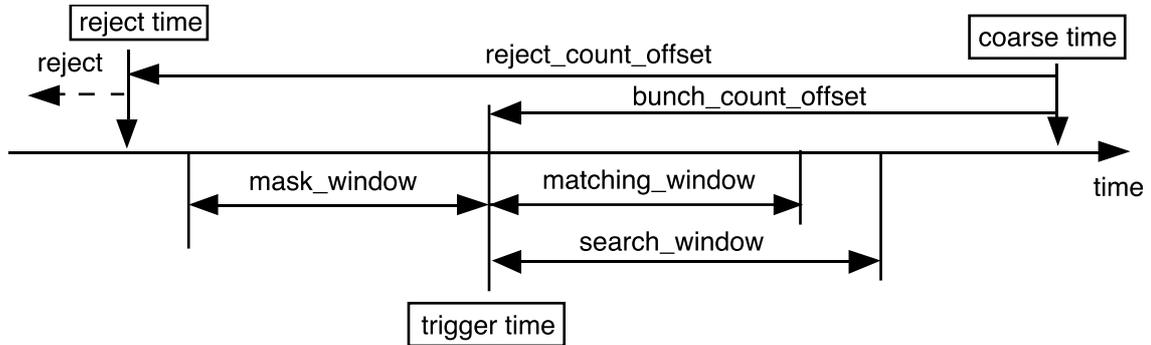 reject time
coarse time
reject
reject_count_offset
bunch_count_offset
mask_window
matching_window
time
search_window
trigger time